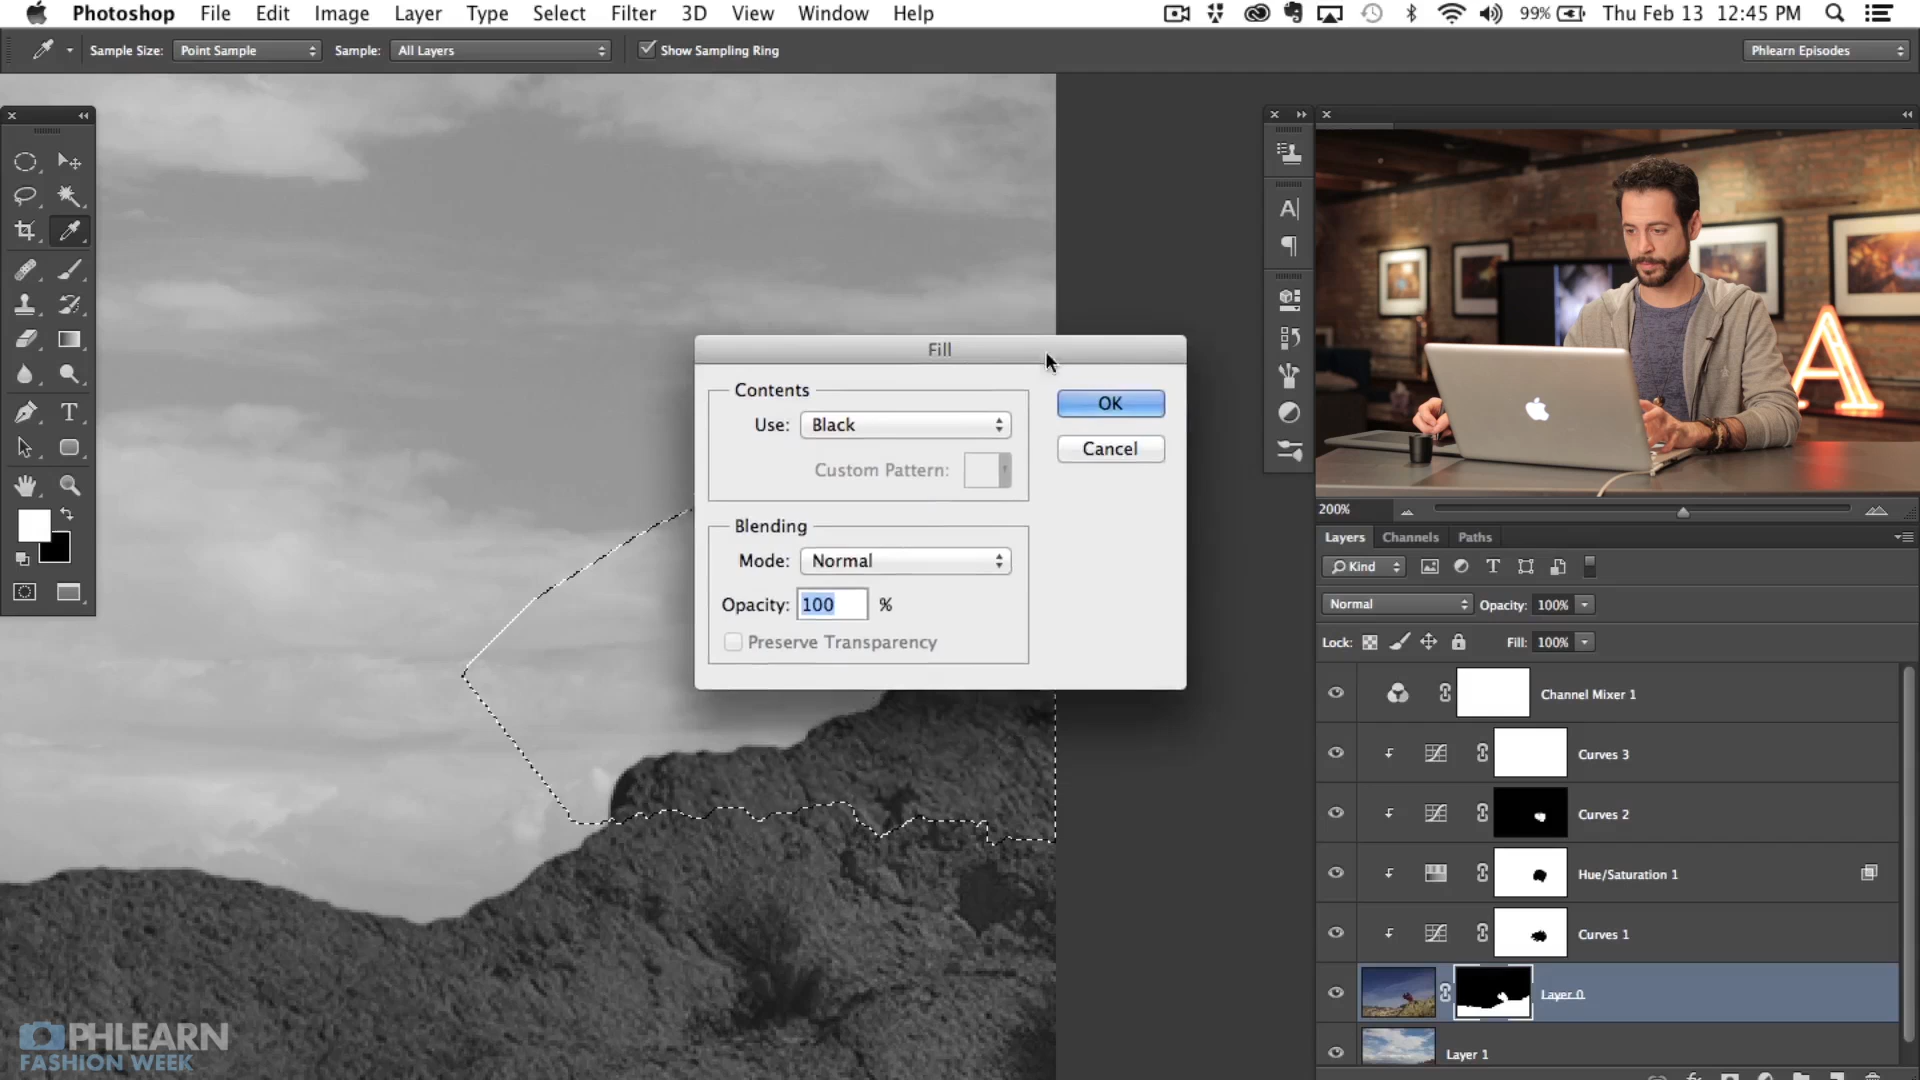 Photoshop File Edit Image Layer Type Select Filter 3D View Window Help 99% Thu Feb 13 12:45 PM
Sample Size: Point Sample Sample: All Layers Show Sampling Ring Phlearn Episodes
Fill
Contents
Use: Black
Custom Pattern:
OK
Cancel
Blending
Mode: Normal
Opacity: 100 %
Preserve Transparency
A
200%
Layers Channels Paths
Kind
Normal Opacity: 100%
Lock: Fill: 100%
Channel Mixer 1
Curves 3
Curves 2
Hue/Saturation 1
Curves 1
Layer 0
Layer 1
PHLEARN
FASHION WEEK